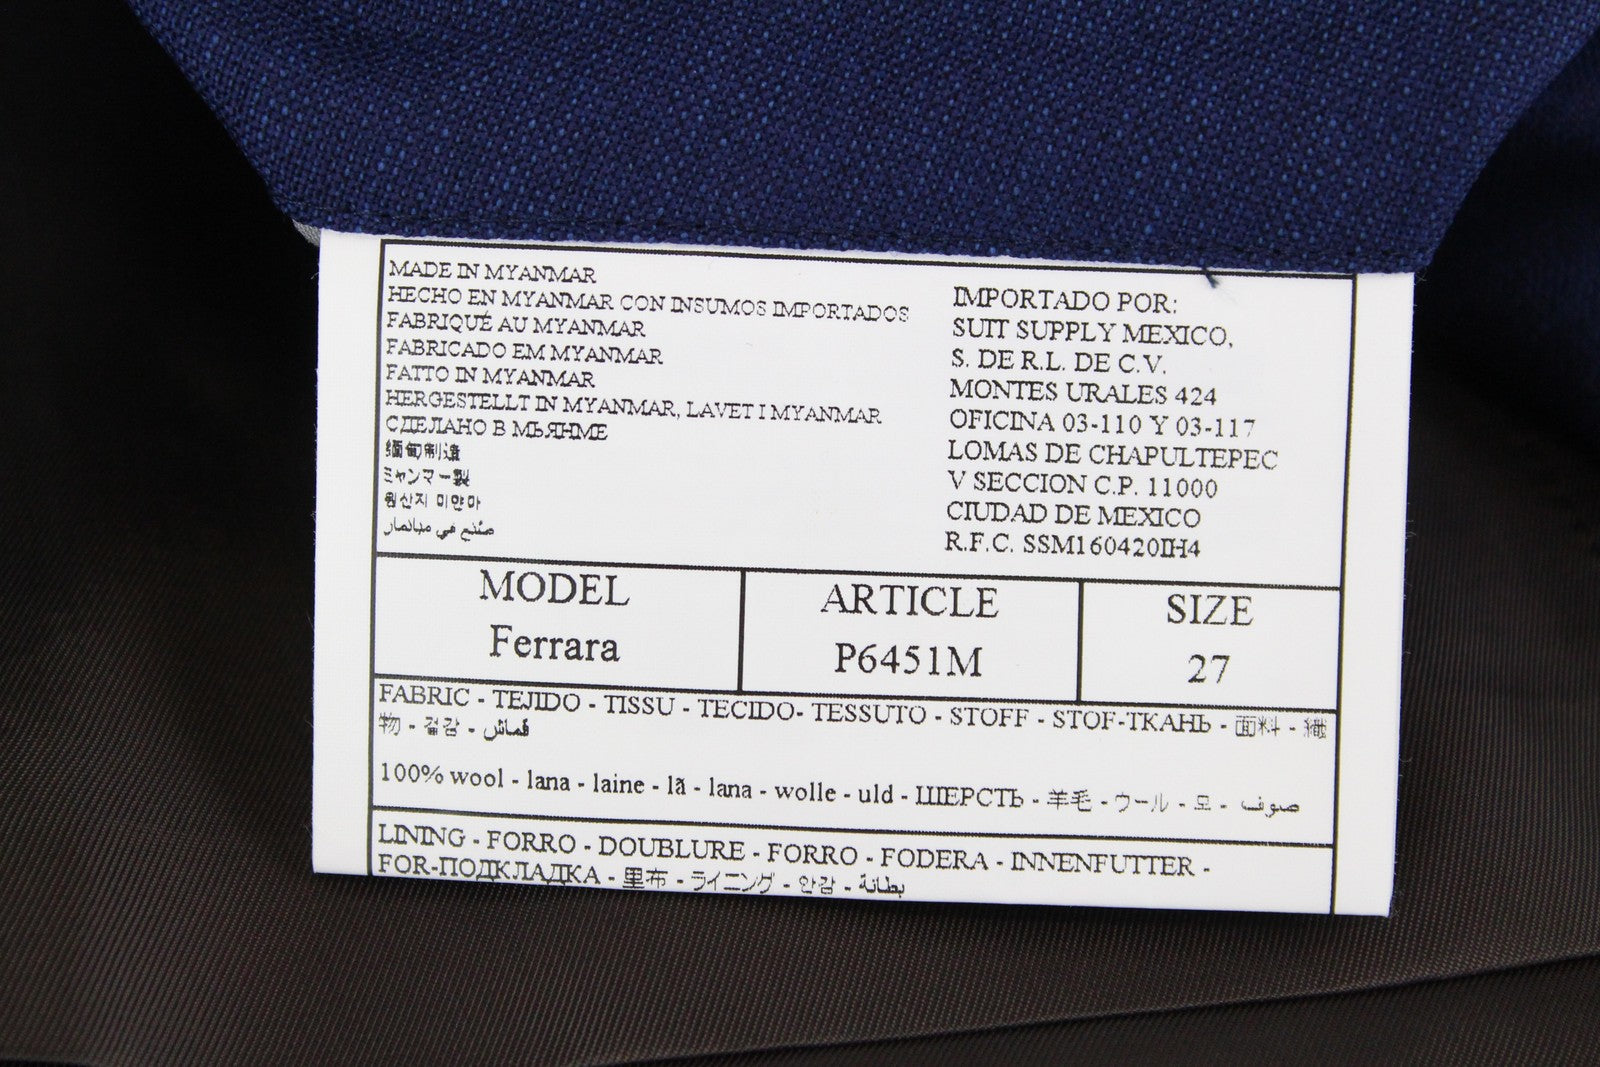 MADE IN MYANMAR
HECHO EN MYANMAR CON INSUMOS IMPORTADOS
FABRIQUÉ AU MYANMAR
FABRICADO EM MYANMAR
FATTO IN MYANMAR
HERGESTELLT IN MYANMAR, LAVET I MYANMAR
СДЕЛАНО В МЬЯНМЕ
緬甸制造
ミャンマー製
원산지 미얀마
صنع في ميانمار
IMPORTADO POR:
SUIT SUPPLY MEXICO,
S. DE R.L. DE C.V.
MONTES URALES 424
OFICINA 03-110 Y 03-117
LOMAS DE CHAPULTEPEC
V SECCION C.P. 11000
CIUDAD DE MEXICO
R.F.C. SSM160420IH4
MODEL
Ferrara
ARTICLE
P6451M
SIZE
27
FABRIC - TEJIDO - TISSU - TECIDO- TESSUTO - STOFF - STOF-ТКАНЬ - 面料 - 織
物 - 겉감 - قماش
100% wool - lana - laine - lã - lana - wolle - uld - ШЕРСТЬ - 羊毛 - ウール - 모 - صوف
LINING - FORRO - DOUBLURE - FORRO - FODERA - INNENFUTTER -
FOR-ПОДКЛАДКА - 里布 - ライニング - 안감 - بطانة